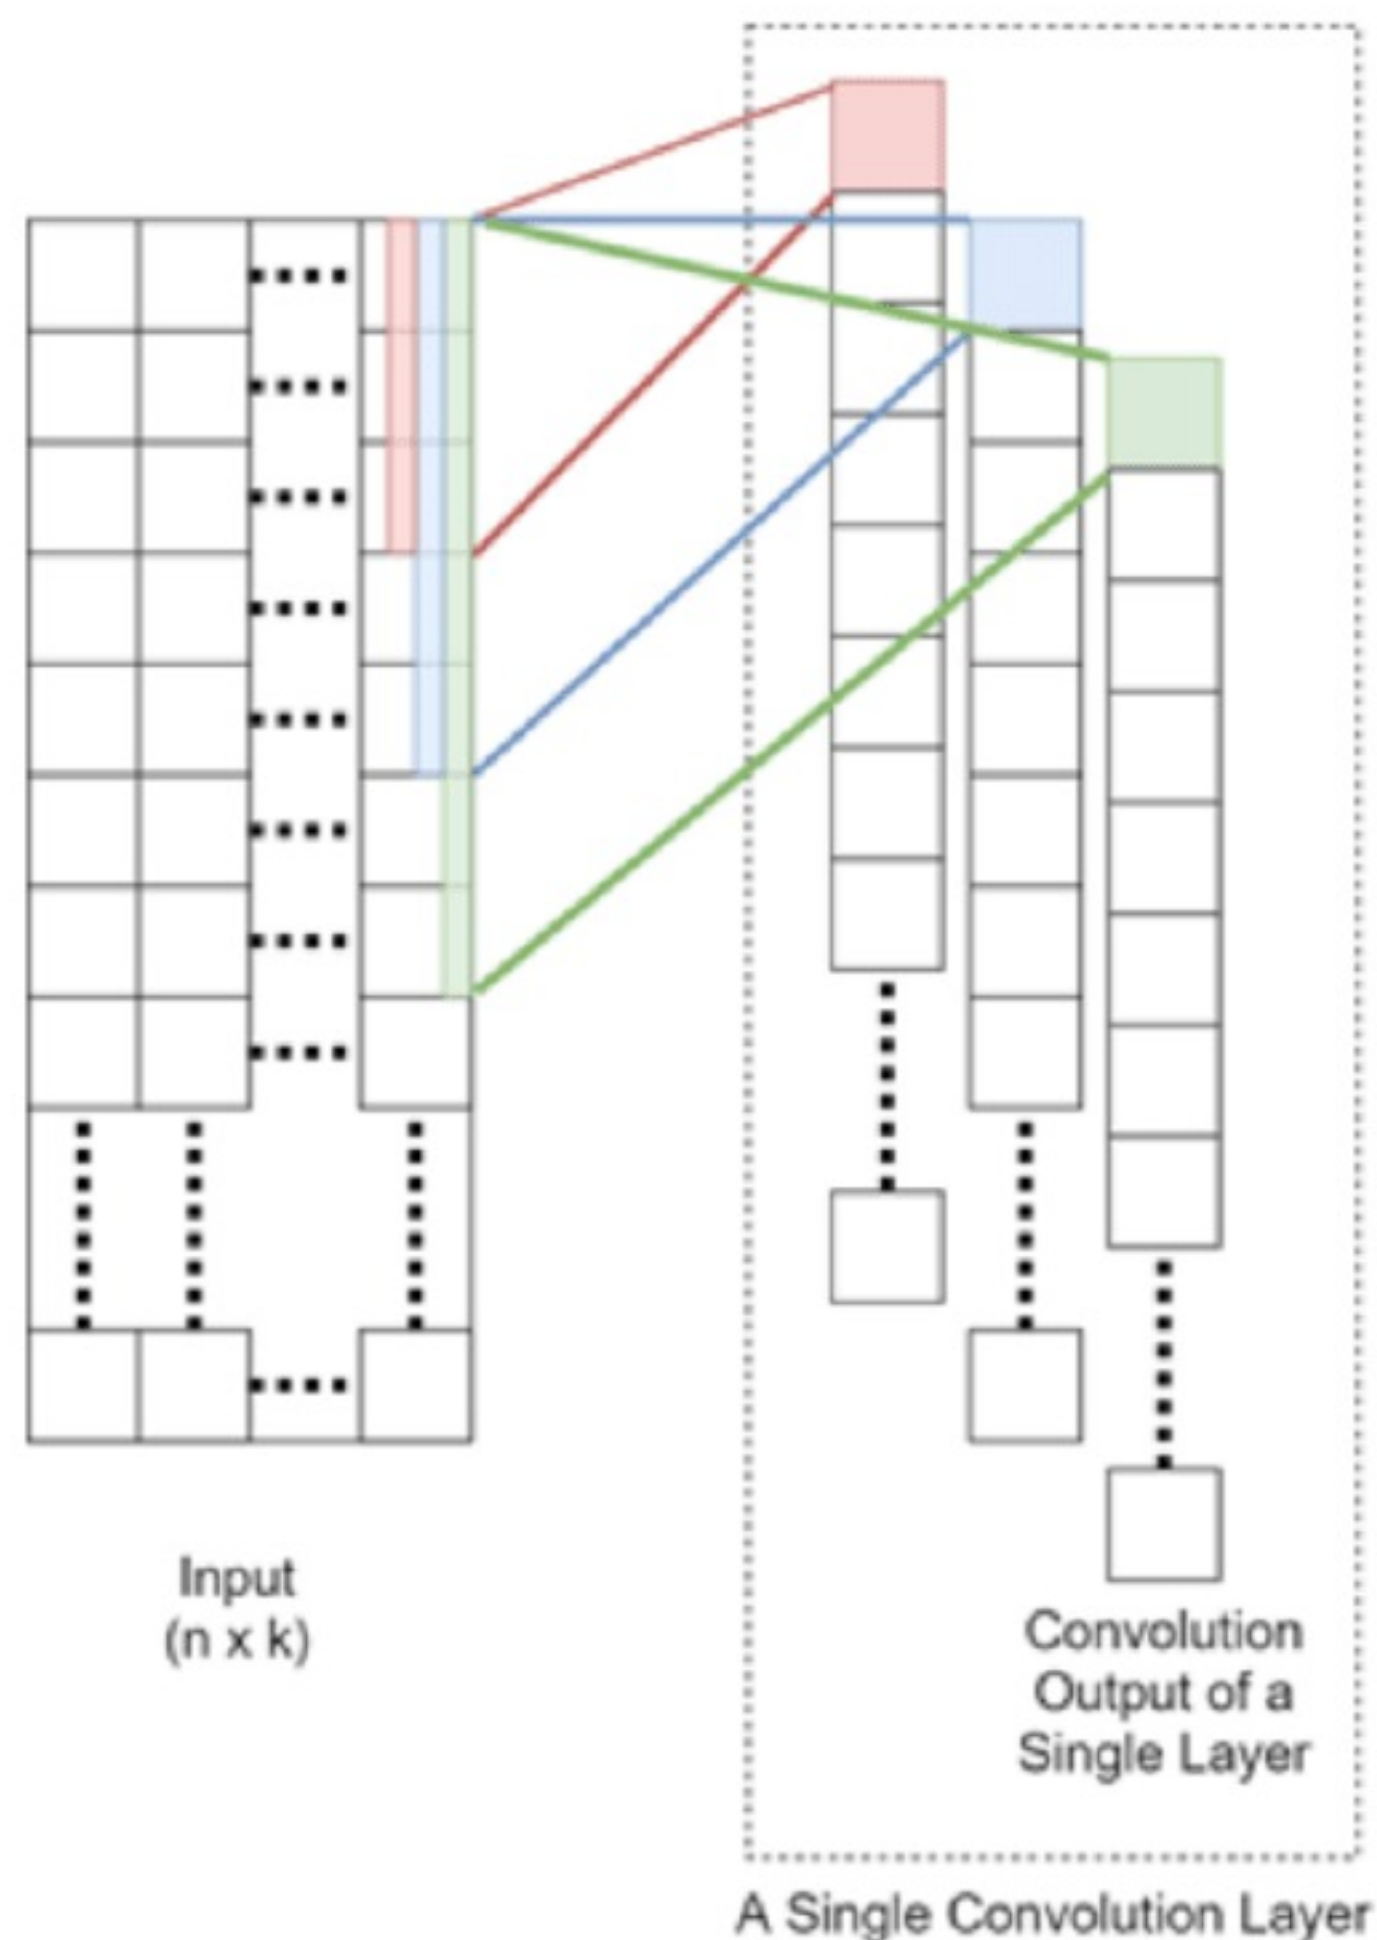 Input
(n x k)
Convolution
Output of a
Single Layer
A Single Convolution Layer